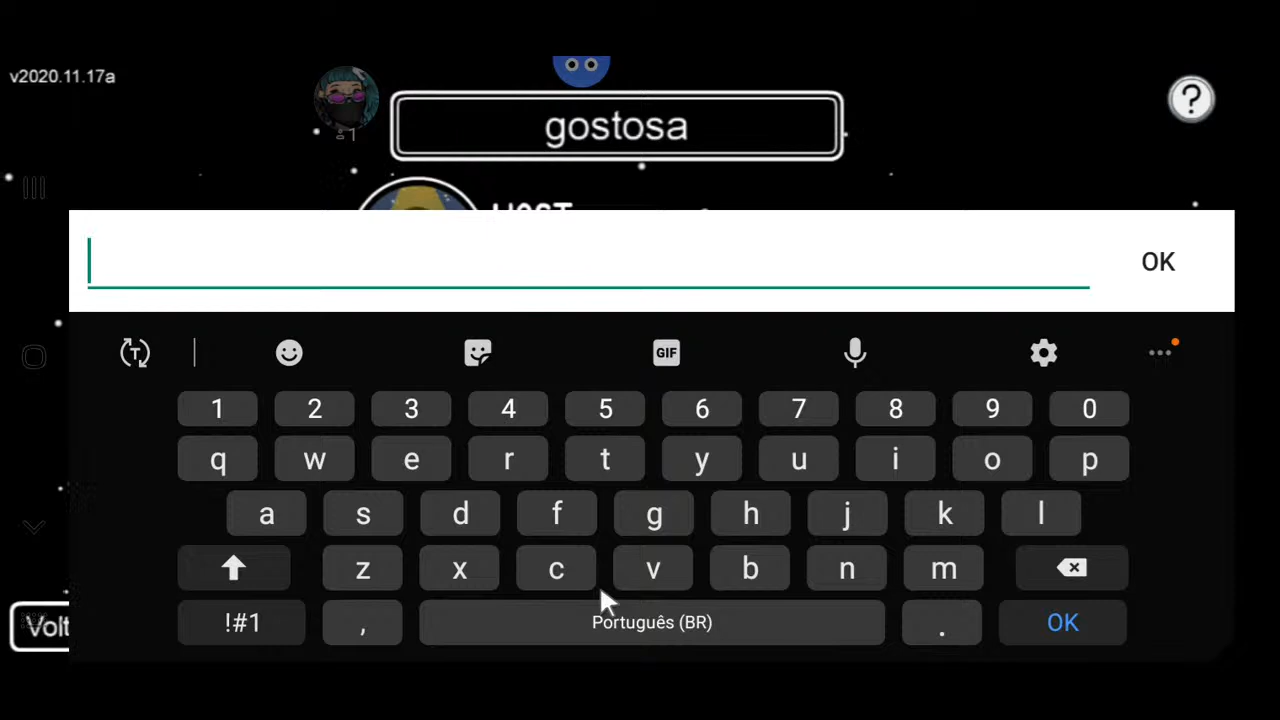 v2020.11.17a
gostosa
?
OK
T
GIF
1 2 3 4 5 6 7 8 9 0
q w e r t y u i o p
a s d f g h j k l
z x c v b n m
!#1 , Português (BR) . OK
Volt